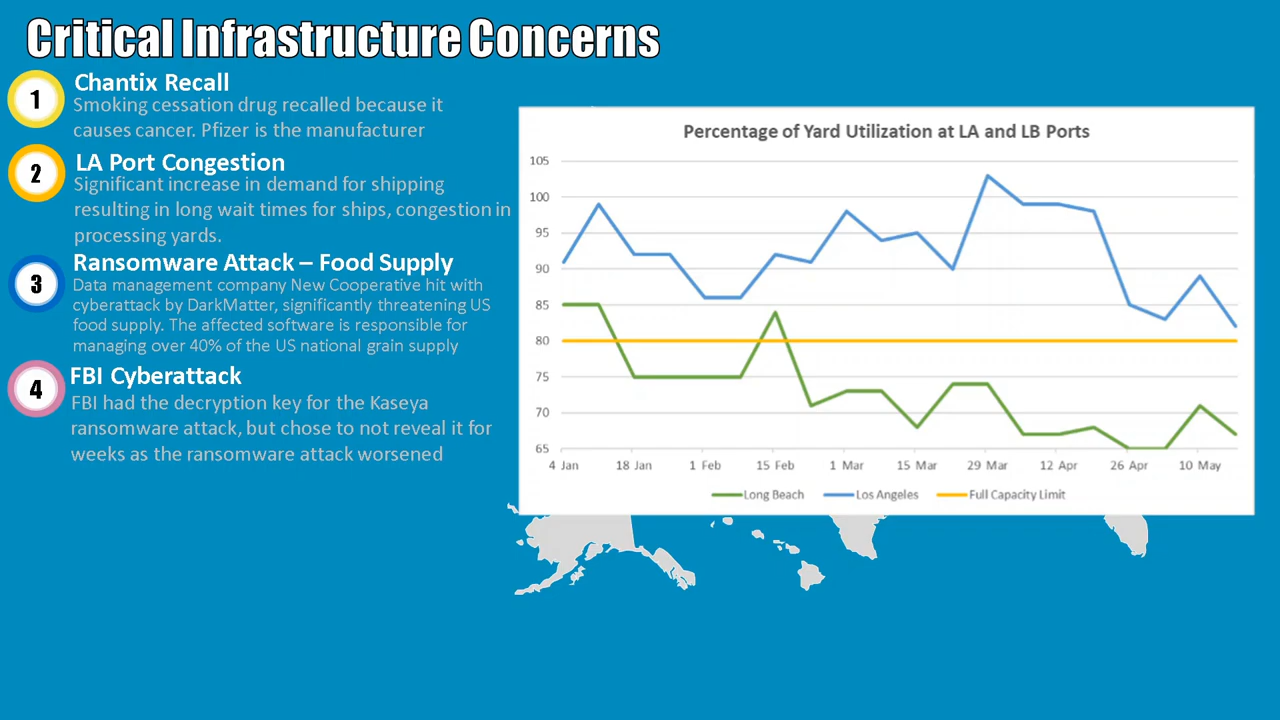 Critical Infrastructure Concerns
1
Chantix Recall
Smoking cessation drug recalled because it
causes cancer. Pfizer is the manufacturer
2
LA Port Congestion
Significant increase in demand for shipping
resulting in long wait times for ships, congestion in
processing yards.
3
Ransomware Attack – Food Supply
Data management company New Cooperative hit with
cyberattack by DarkMatter, significantly threatening US
food supply. The affected software is responsible for
managing over 40% of the US national grain supply
4
FBI Cyberattack
FBI had the decryption key for the Kaseya
ransomware attack, but chose to not reveal it for
weeks as the ransomware attack worsened
Percentage of Yard Utilization at LA and LB Ports
105
100
95
90
85
80
75
70
65
4 Jan 18 Jan 1 Feb 15 Feb 1 Mar 15 Mar 29 Mar 12 Apr 26 Apr 10 May
Long Beach Los Angeles Full Capacity Limit